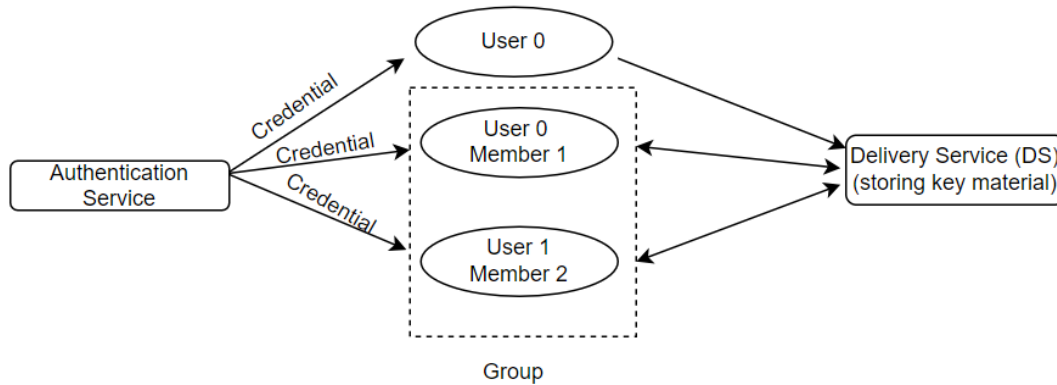 User 0
Credential
Credential
Credential
User 0
Member 1
Authentication
Service
Delivery Service (DS)
(storing key material)
User 1
Member 2
Group